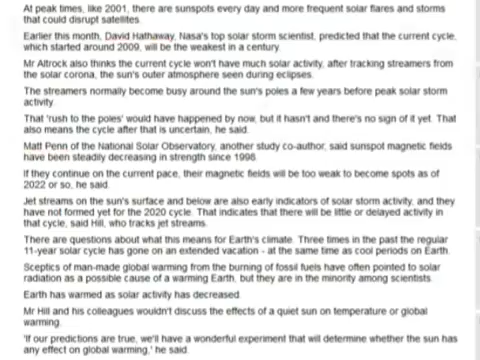 At peak times, like 2001, there are sunspots every day and more frequent solar flares and storms
that could disrupt satellites.
Earlier this month, David Hathaway, Nasa's top solar storm scientist, predicted that the current cycle,
which started around 2009, will be the weakest in a century.
Mr Altrock also thinks the current cycle won't have much solar activity, after tracking streamers from
the solar corona, the sun's outer atmosphere seen during eclipses.
The streamers normally become busy around the sun's poles a few years before peak solar storm
activity.
That 'rush to the poles' would have happened by now, but it hasn't and there's no sign of it yet. That
also means the cycle after that is uncertain, he said.
Matt Penn of the National Solar Observatory, another study co-author, said sunspot magnetic fields
have been steadily decreasing in strength since 1998.
If they continue on the current pace, their magnetic fields will be too weak to become spots as of
2022 or so, he said.
Jet streams on the sun's surface and below are also early indicators of solar storm activity, and they
have not formed yet for the 2020 cycle. That indicates that there will be little or delayed activity in
that cycle, said Hill, who tracks jet streams.
There are questions about what this means for Earth's climate. Three times in the past the regular
11-year solar cycle has gone on an extended vacation - at the same time as cool periods on Earth.
Sceptics of man-made global warming from the burning of fossil fuels have often pointed to solar
radiation as a possible cause of a warming Earth, but they are in the minority among scientists.
Earth has warmed as solar activity has decreased.
Mr Hill and his colleagues wouldn't discuss the effects of a quiet sun on temperature or global
warming.
'If our predictions are true, we'll have a wonderful experiment that will determine whether the sun has
any effect on global warming,' he said.